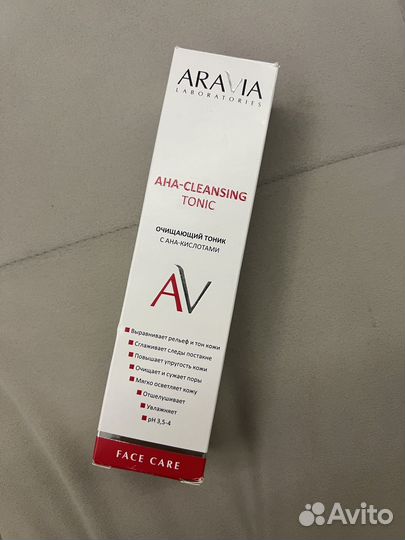 ARAVIA
LABORATORIES
AHA-CLEANSING
TONIC
ОЧИЩАЮЩИЙ ТОНИК
С АНА-КИСЛОТАМИ
AV
Выравнивает рельеф и тон кожи
Сглаживает следы постакне
Повышает упругость кожи
Очищает и сужает поры
Мягко осветляет кожу
Отшелушивает
Увлажняет
pH 3,5-4
FACE CARE
Avito